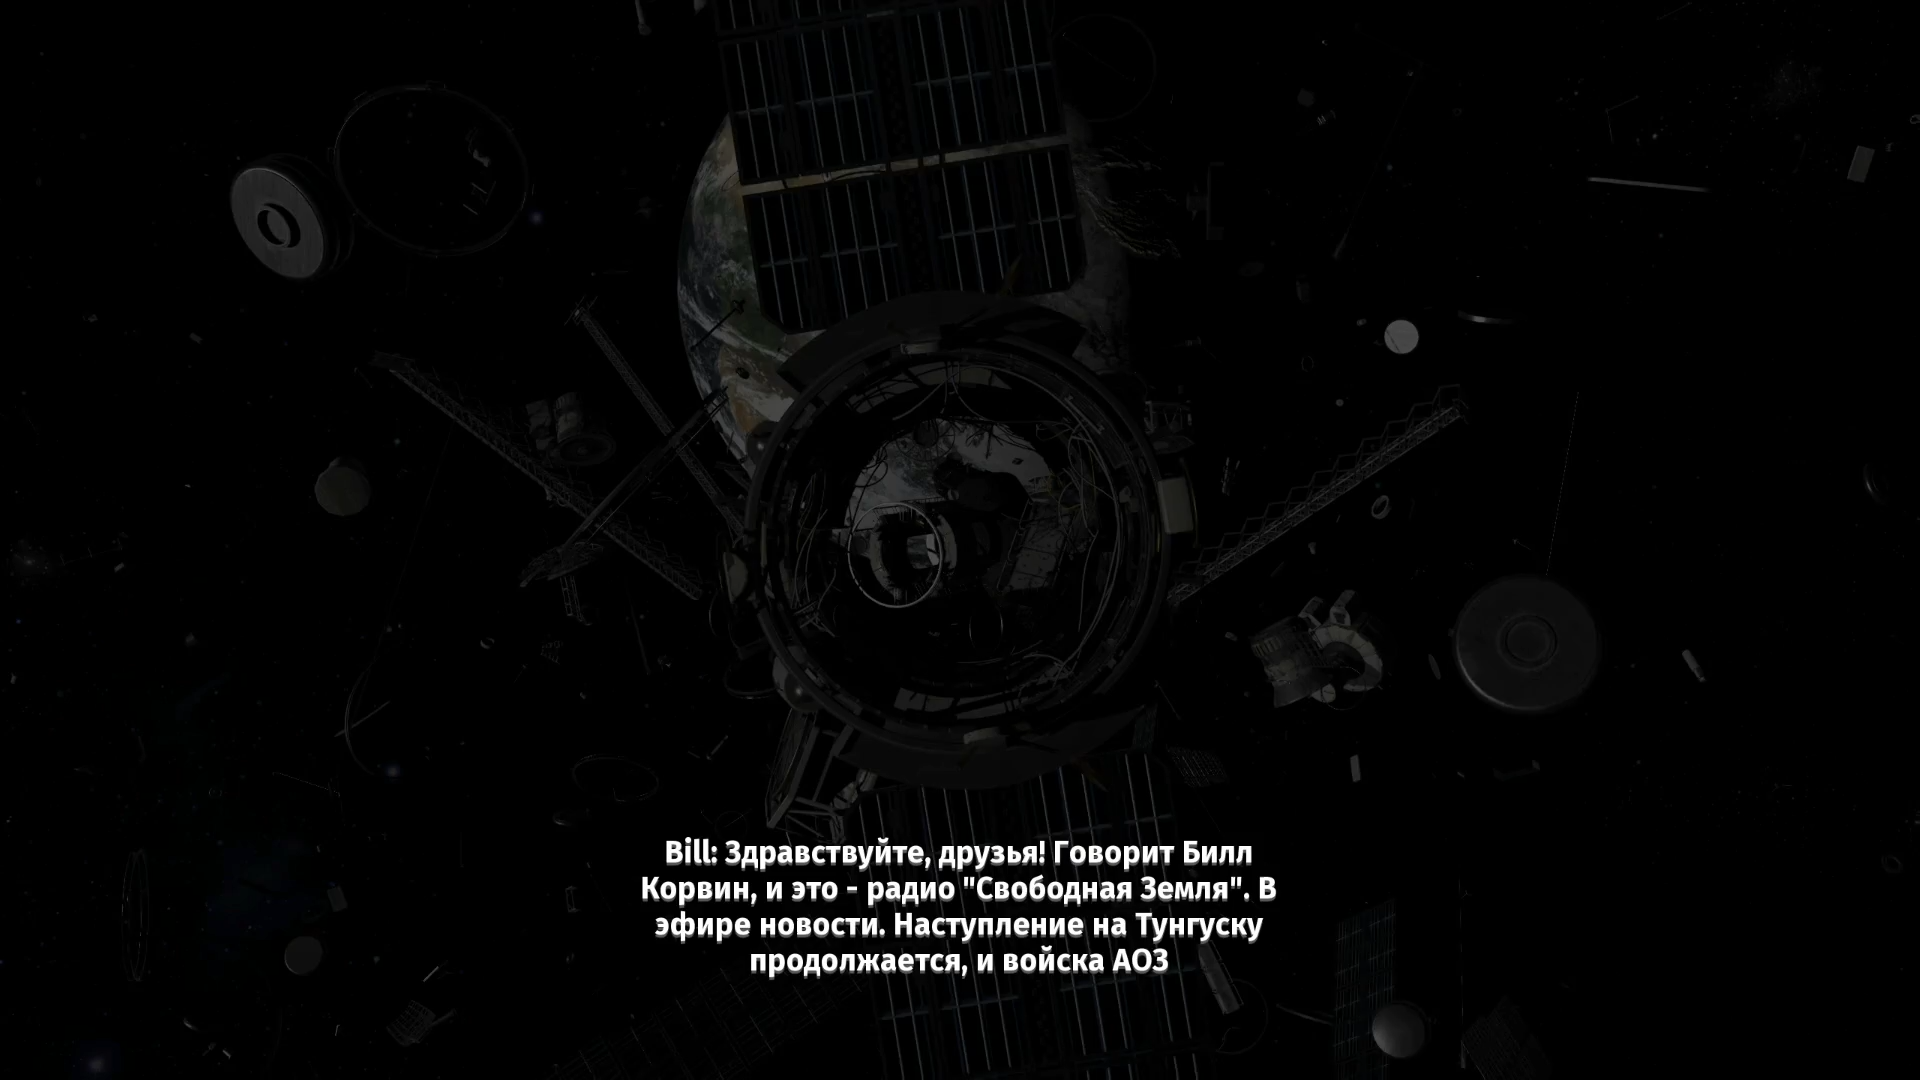 Bill: Здравствуйте, друзья! Говорит Билл
Корвин, и это - радио "Свободная Земля". В
эфире новости. Наступление на Тунгуску
продолжается, и войска АОЗ